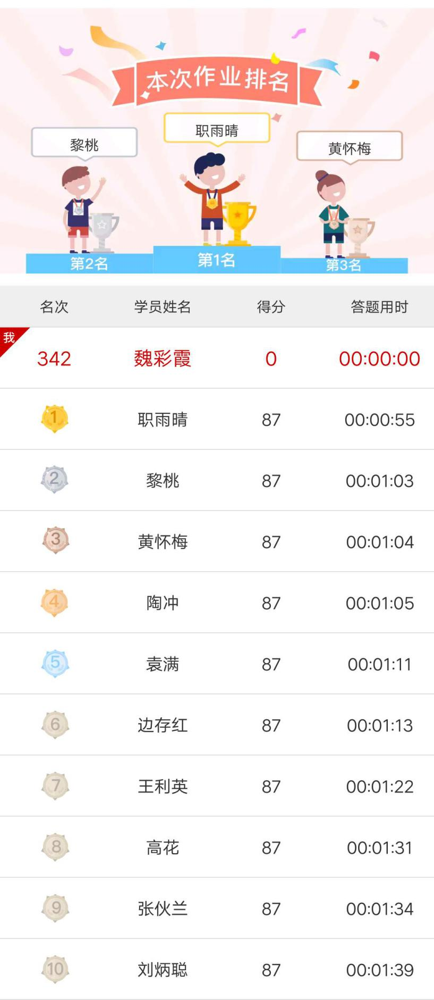 本次作业排名
职雨晴
黎桃
黄怀梅
第2名 第1名 第3名
名次 学员姓名 得分 答题用时
我
342 魏彩霞 0 00:00:00
1 职雨晴 87 00:00:55
2 黎桃 87 00:01:03
3 黄怀梅 87 00:01:04
4 陶冲 87 00:01:05
5 袁满 87 00:01:11
6 边存红 87 00:01:13
7 王利英 87 00:01:22
8 高花 87 00:01:31
9 张伙兰 87 00:01:34
10 刘炳聪 87 00:01:39